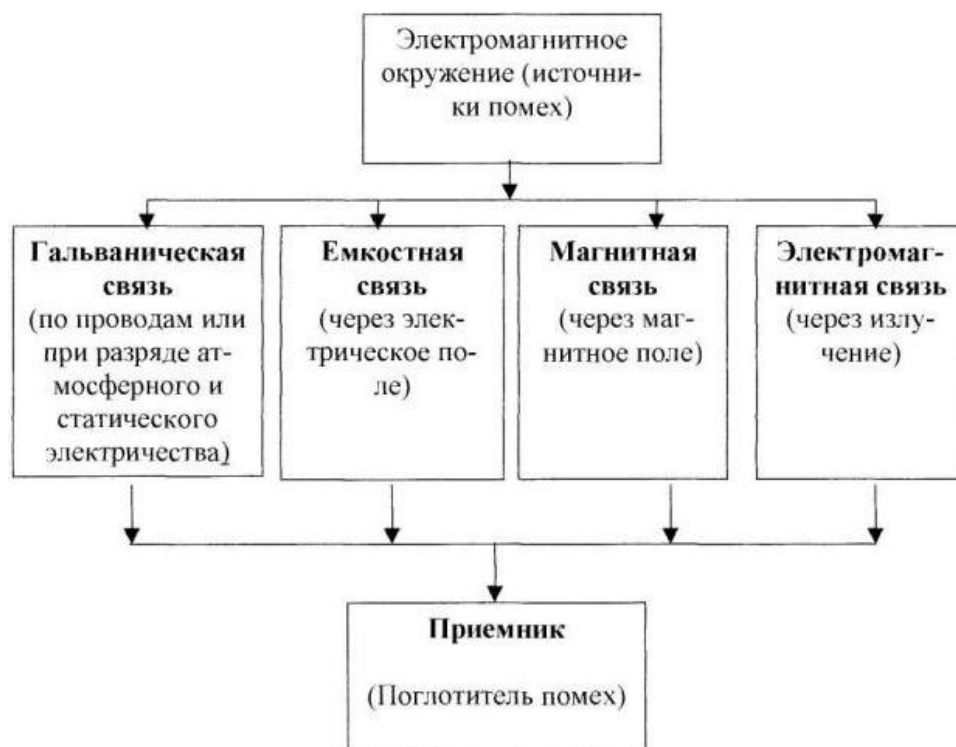 Электромагнитное
окружение (источни-
ки помех)
Гальваническая
связь
(по проводам или
при разряде ат-
мосферного и
статического
электричества)
Емкостная
связь
(через элек-
трическое по-
ле)
Магнитная
связь
(через маг-
нитное поле)
Электромаг-
нитная связь
(через излу-
чение)
Приемник
(Поглотитель помех)